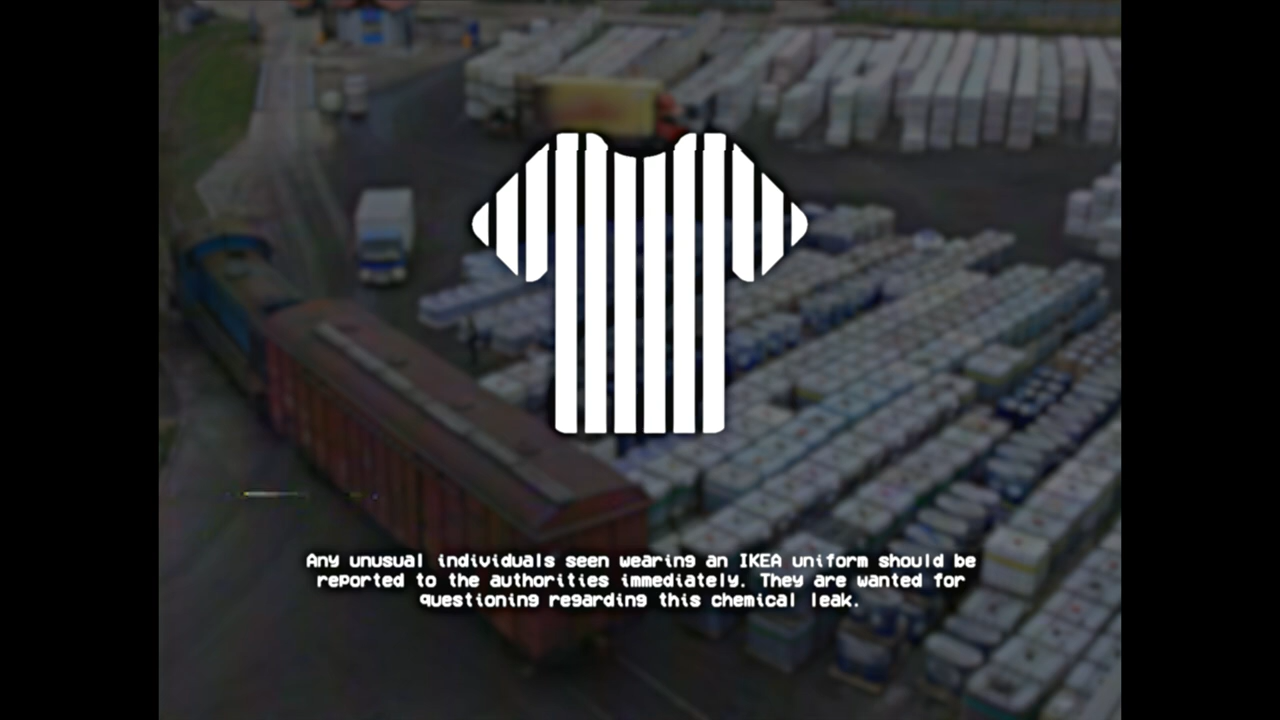 Any unusual individuals seen wearing an IKEA uniform should be
reported to the authorities immediately. They are wanted for
questioning regarding this chemical leak.